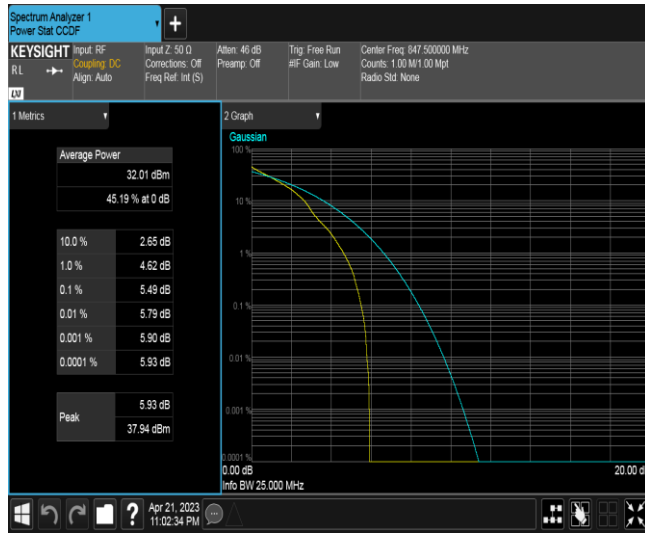 Spectrum Analyzer 1
Power Stat CCDF
+
KEYSIGHT
RL
LXI
Input: RF
Coupling: DC
Align: Auto
Input Z: 50 Ω
Corrections: Off
Freq Ref: Int (S)
Atten: 46 dB
Preamp: Off
Trig: Free Run
#IF Gain: Low
Center Freq: 847.500000 MHz
Counts: 1.00 M/1.00 Mpt
Radio Std: None
1 Metrics
Average Power
32.01 dBm
45.19 % at 0 dB
10.0 % 2.65 dB
1.0 % 4.62 dB
0.1 % 5.49 dB
0.01 % 5.79 dB
0.001 % 5.90 dB
0.0001 % 5.93 dB
Peak
5.93 dB
37.94 dBm
2 Graph
Gaussian
100 %
10 %
1 %
0.1 %
0.01 %
0.001 %
0.0001 %
0.00 dB
20.00 d
Info BW 25.000 MHz
?
Apr 21, 2023
11:02:34 PM